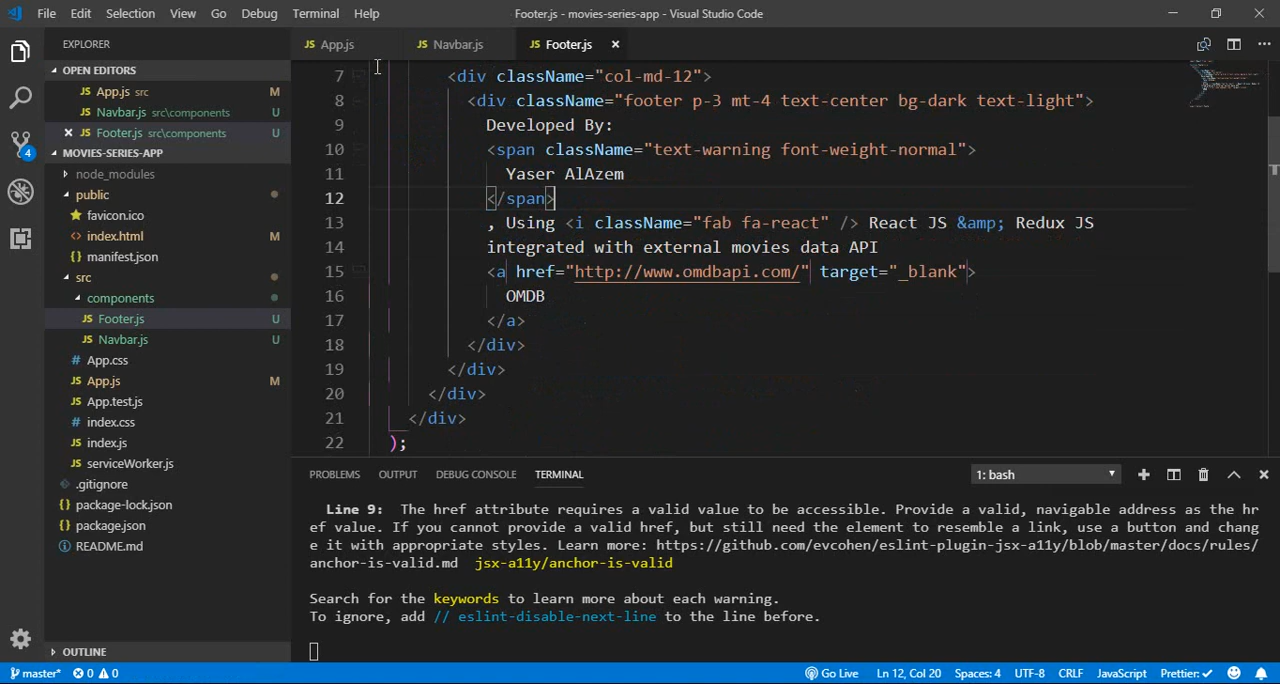 File Edit Selection View Go Debug Terminal Help
Footer.js - movies-series-app - Visual Studio Code
EXPLORER
OPEN EDITORS
App.js src M
Navbar.js src\components U
Footer.js src\components U
MOVIES-SERIES-APP
node_modules
public
favicon.ico
index.html M
manifest.json
src
components
Footer.js U
Navbar.js U
App.css
App.js M
App.test.js
index.css
index.js
serviceWorker.js
.gitignore
package-lock.json
package.json
README.md
OUTLINE
4
App.js
Navbar.js
Footer.js
7 <div className="col-md-12">
8 <div className="footer p-3 mt-4 text-center bg-dark text-light">
9 Developed By:
10 <span className="text-warning font-weight-normal">
11 Yaser AlAzem
12 </span>
13 , Using <i className="fab fa-react" /> React JS &amp; Redux JS
14 integrated with external movies data API
15 <a href="http://www.omdbapi.com/" target="_blank">
16 OMDB
17 </a>
18 </div>
19 </div>
20 </div>
21 </div>
22 );
PROBLEMS OUTPUT DEBUG CONSOLE TERMINAL
1: bash
Line 9: The href attribute requires a valid value to be accessible. Provide a valid, navigable address as the hr
ef value. If you cannot provide a valid href, but still need the element to resemble a link, use a button and chang
e it with appropriate styles. Learn more: https://github.com/evcohen/eslint-plugin-jsx-a11y/blob/master/docs/rules/
anchor-is-valid.md jsx-a11y/anchor-is-valid
Search for the keywords to learn more about each warning.
To ignore, add // eslint-disable-next-line to the line before.
master* 0 0
Go Live Ln 12, Col 20 Spaces: 4 UTF-8 CRLF JavaScript Prettier: ✓